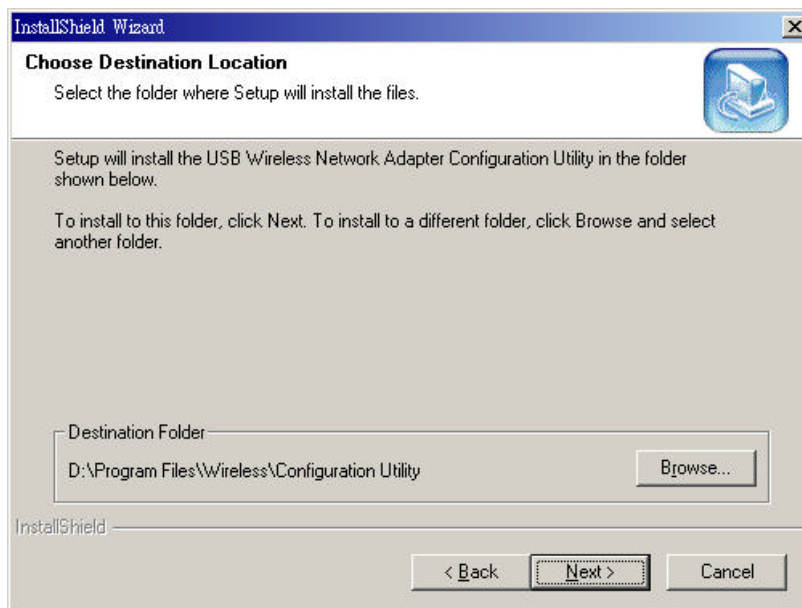 InstallShield Wizard
Choose Destination Location
Select the folder where Setup will install the files.
Setup will install the USB Wireless Network Adapter Configuration Utility in the folder
shown below.
To install to this folder, click Next. To install to a different folder, click Browse and select
another folder.
Destination Folder
D:\Program Files\Wireless\Configuration Utility
Browse...
InstallShield
< Back
Next >
Cancel